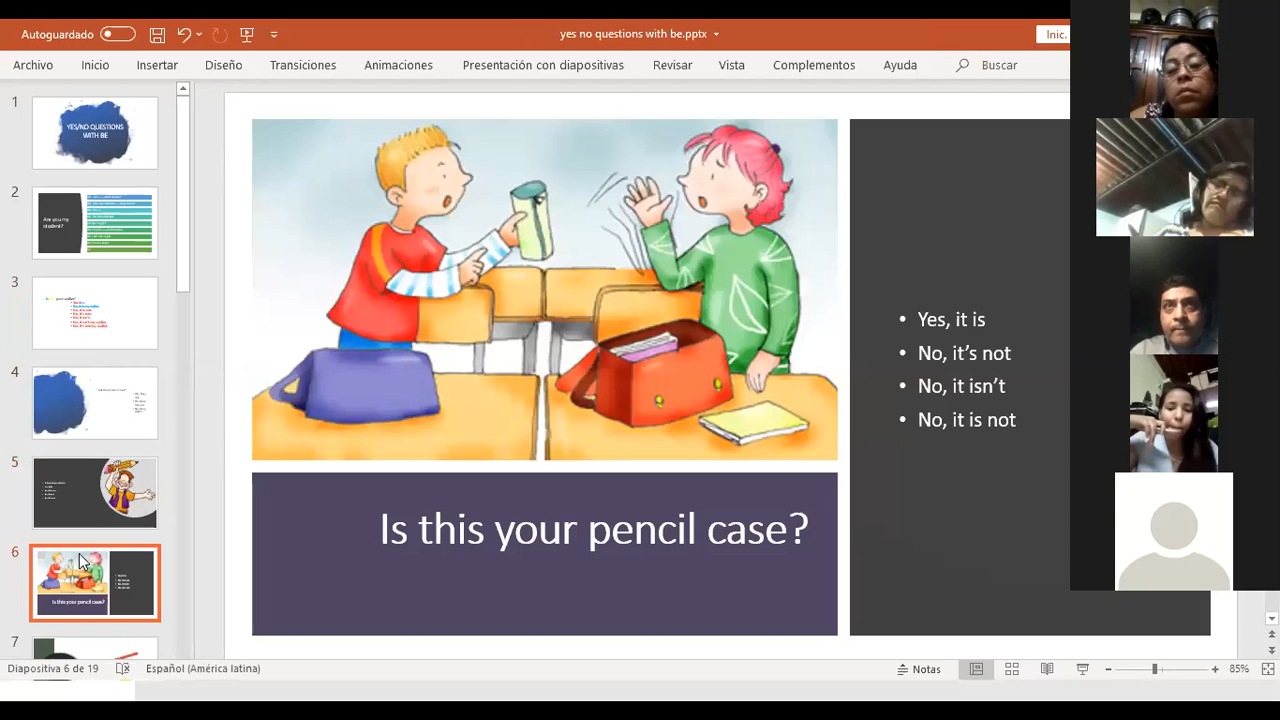 Autoguardado
yes no questions with be.pptx
Inic.
Archivo
Inicio
Insertar
Diseño
Transiciones
Animaciones
Presentación con diapositivas
Revisar
Vista
Complementos
Ayuda
Buscar
1
YES/NO QUESTIONS
WITH BE
2
Are you my
student?
3
4
5
6
Is this your pencil case?
7
Yes, it is
No, it's not
No, it isn't
No, it is not
Is this your pencil case?
Diapositiva 6 de 19
Español (América latina)
Notas
85%